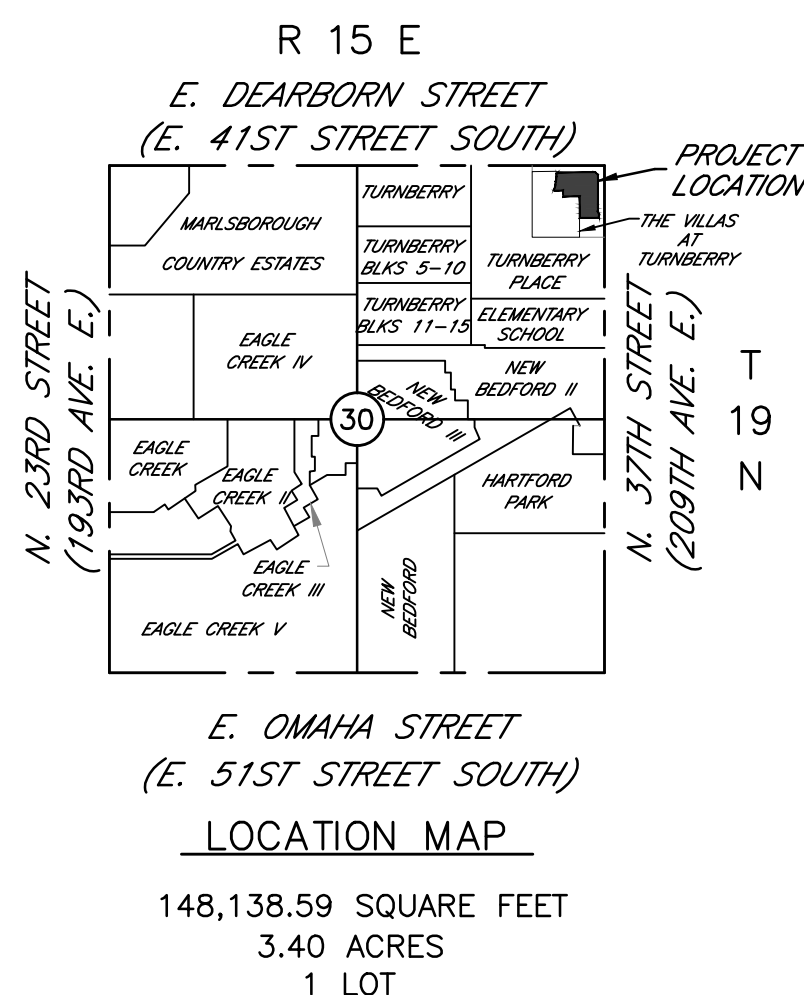 R 15 E
E. DEARBORN STREET
(E. 41ST STREET SOUTH)
PROJECT
LOCATION
THE VILLAS
AT
TURNBERRY
MARLSBOROUGH
COUNTRY ESTATES
TURNBERRY
TURNBERRY
BLKS 5-10
TURNBERRY
BLKS 11-15
TURNBERRY
PLACE
ELEMENTARY
SCHOOL
EAGLE
CREEK IV
NEW
BEDFORD II
NEW
BEDFORD III
30
N. 23RD STREET
(193RD AVE. E.)
N. 37TH STREET
(209TH AVE. E.)
T
19
N
EAGLE
CREEK
EAGLE
CREEK II
HARTFORD
PARK
EAGLE
CREEK III
NEW
BEDFORD
EAGLE CREEK V
E. OMAHA STREET
(E. 51ST STREET SOUTH)
LOCATION MAP
148,138.59 SQUARE FEET
3.40 ACRES
1 LOT